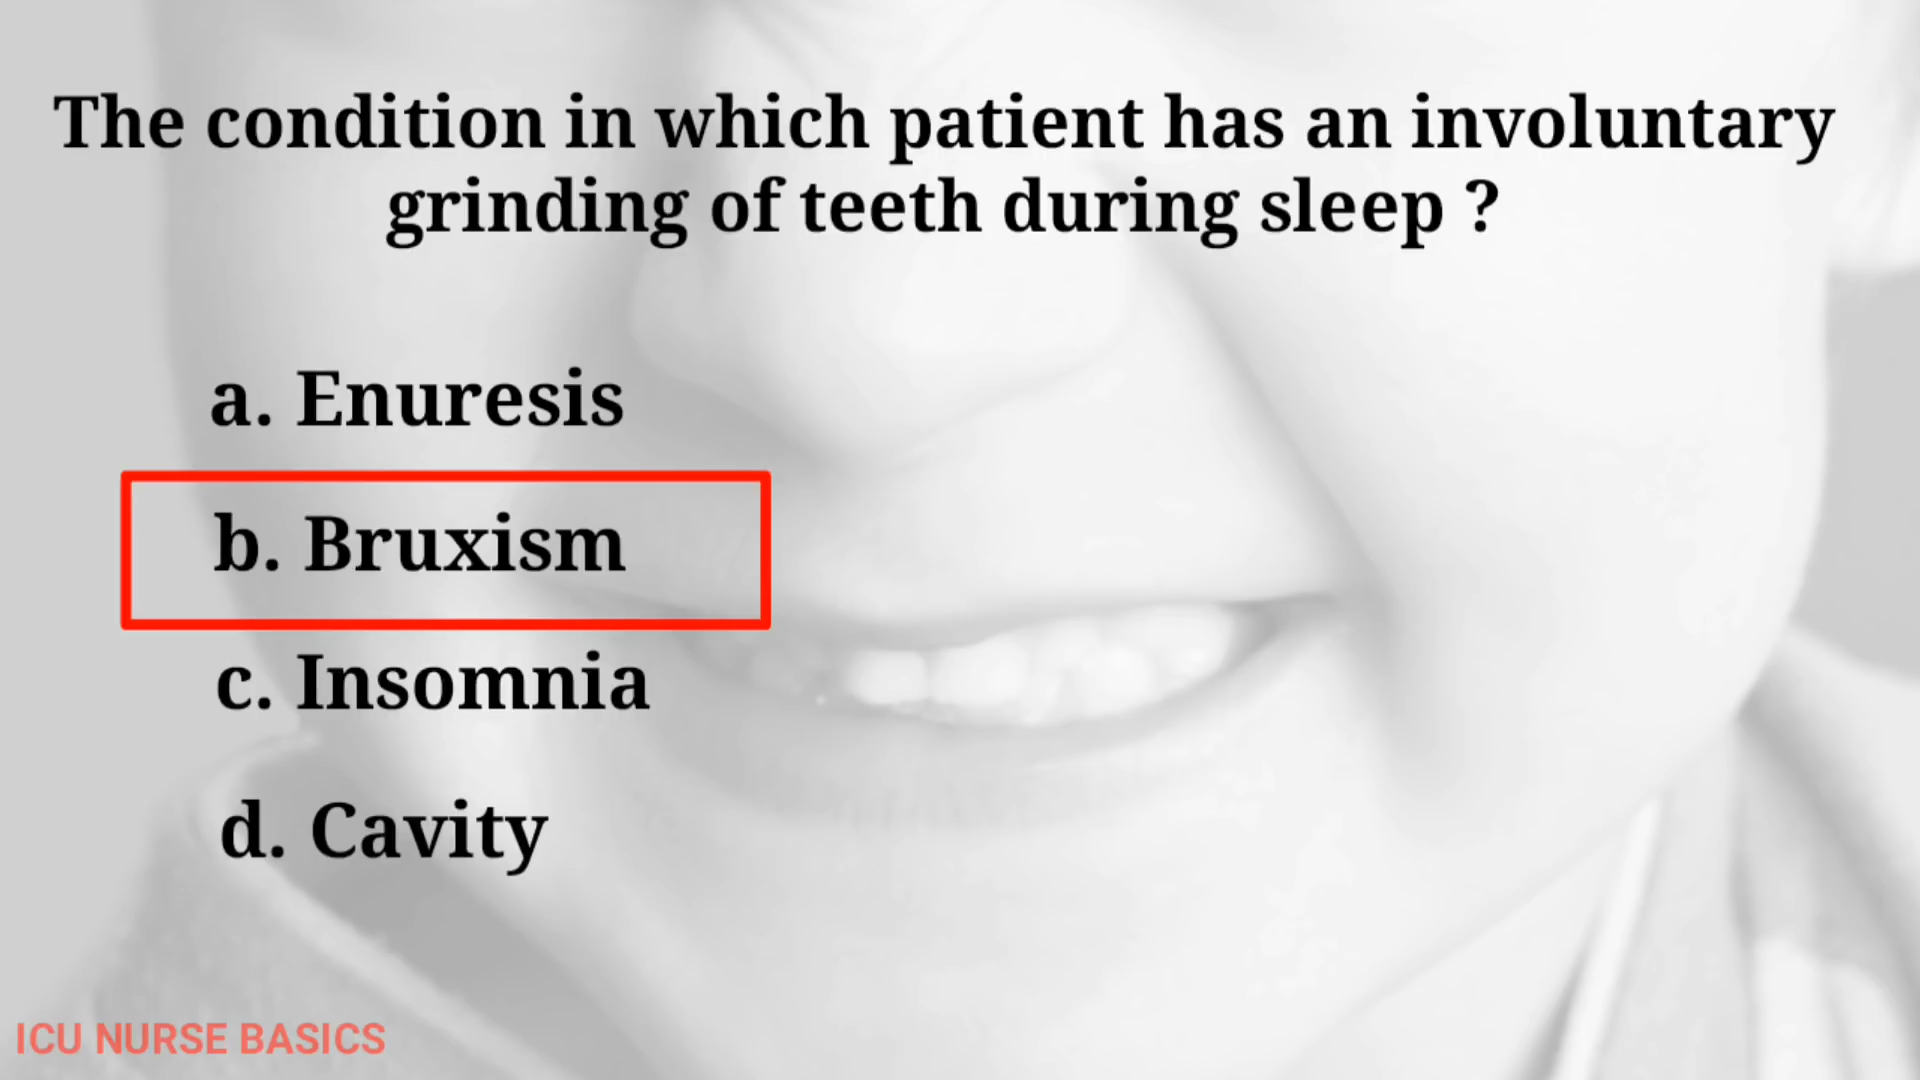 The condition in which patient has an involuntary
grinding of teeth during sleep ?
a. Enuresis
b. Bruxism
c. Insomnia
d. Cavity
ICU NURSE BASICS